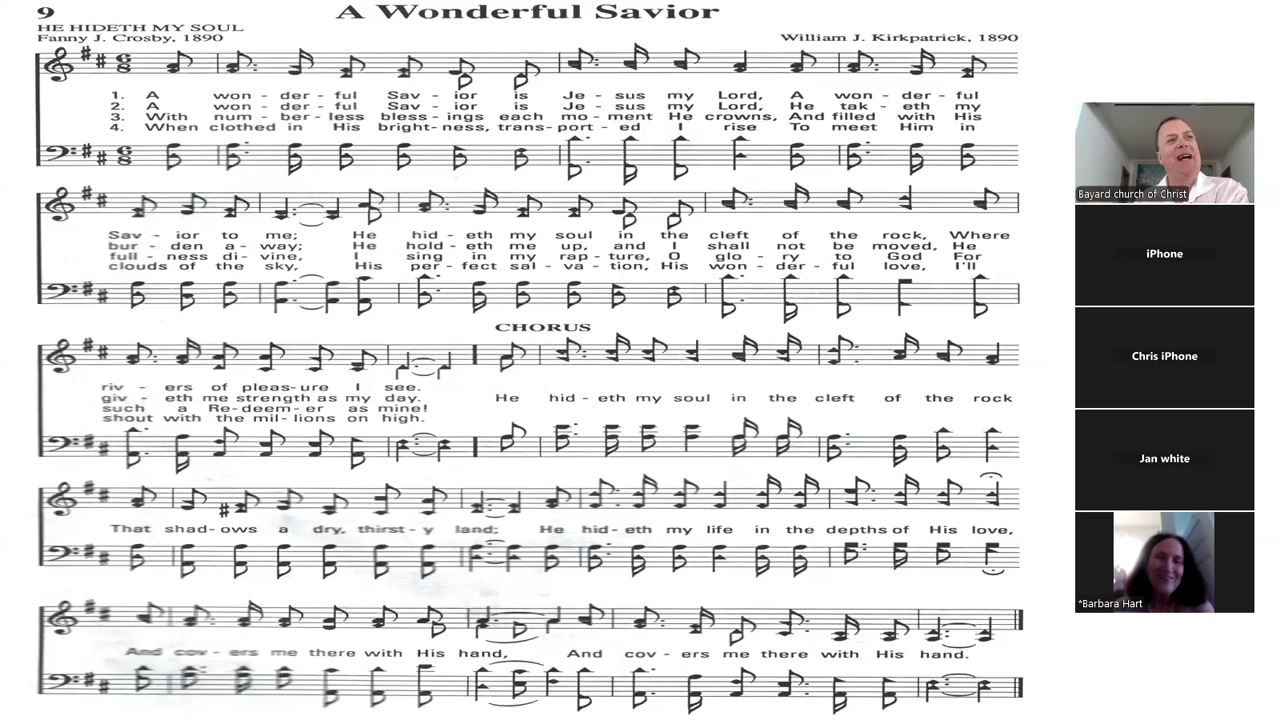 9
A Wonderful Savior
HE HIDETH MY SOUL
Fanny J. Crosby, 1890
William J. Kirkpatrick, 1890
1. A won - der - ful Sav - ior is Je - sus my Lord, A won - der - ful
2. A won - der - ful Sav - ior is Je - sus my Lord, He tak - eth my
3. With num - ber - less bless - ings each mo - ment He crowns, And filled with His
4. When clothed in His bright - ness, trans - port - ed I rise To meet Him in
Sav - ior to me; He hid - eth my soul in the cleft of the rock, Where
bur - den a - way; He hold - eth me up, and I shall not be moved, He
full - ness di - vine, I sing in my rap - ture, O glo - ry to God For
clouds of the sky, His per - fect sal - va - tion, His won - der - ful love, I'll
CHORUS
riv - ers of pleas - ure I see.
giv - eth me strength as my day. He hid - eth my soul in the cleft of the rock
such a Re - deem - er as mine!
shout with the mil - lions on high.
That shad - ows a dry, thirst - y land; He hid - eth my life in the depths of His love,
And cov - ers me there with His hand, And cov - ers me there with His hand.
Bayard church of Christ
iPhone
Chris iPhone
Jan white
*Barbara Hart